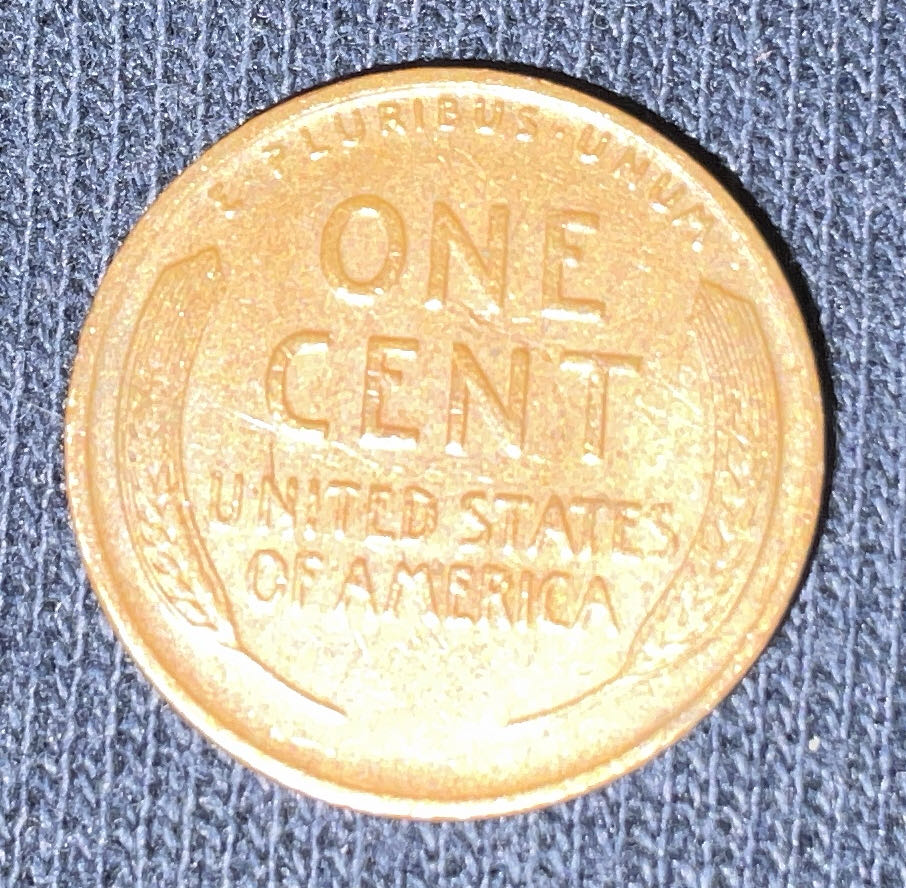 E PLURIBUS · UNUM
ONE
CENT
UNITED STATES
OF AMERICA